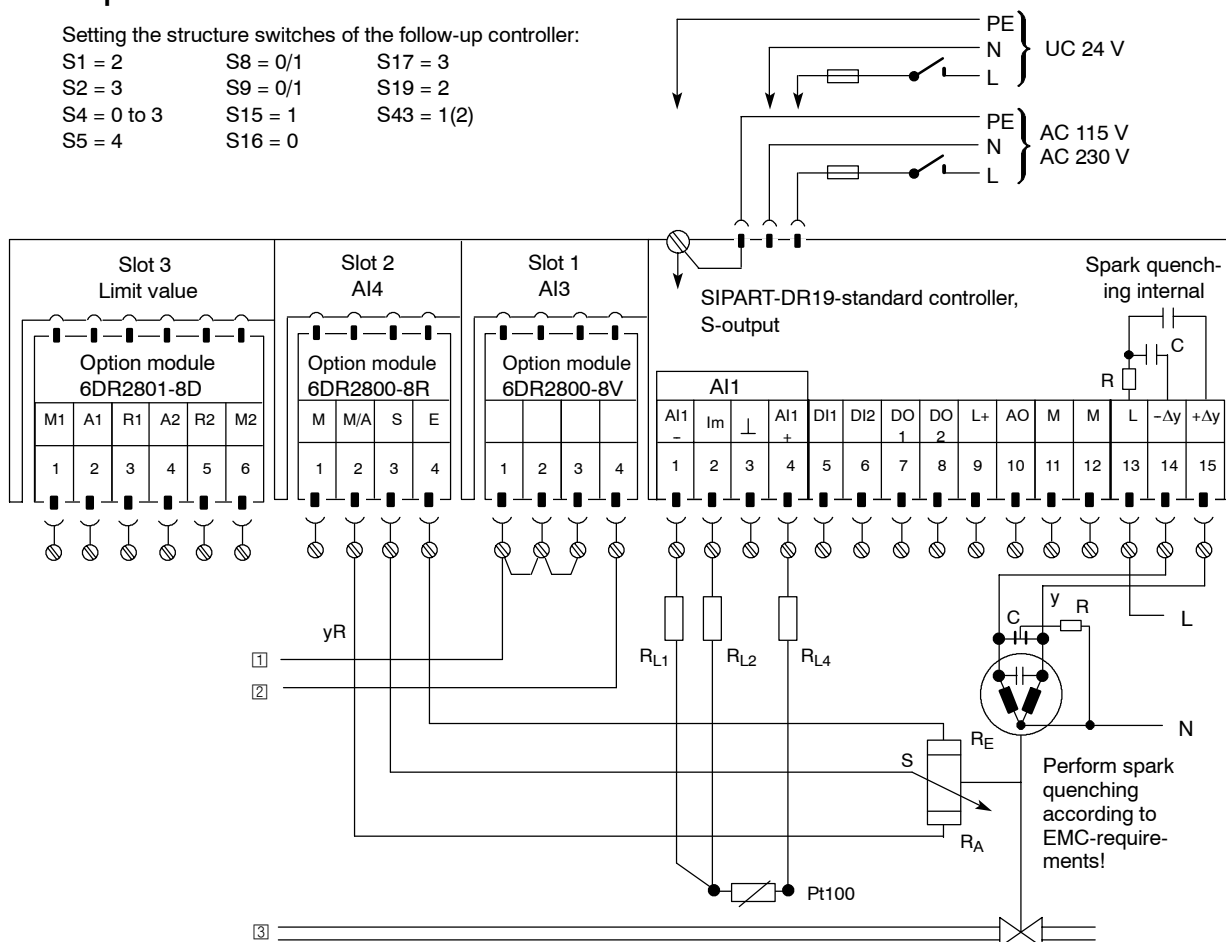 Setting the structure switches of the follow-up controller:
S1 = 2 S8 = 0/1 S17 = 3
S2 = 3 S9 = 0/1 S19 = 2
S4 = 0 to 3 S15 = 1 S43 = 1(2)
S5 = 4 S16 = 0
PE
N
L
UC 24 V
PE
N
L
AC 115 V
AC 230 V
Slot 3
Limit value
Slot 2
AI4
Slot 1
AI3
SIPART-DR19-standard controller,
S-output
Spark quench-
ing internal
C
R
Option module
6DR2801-8D
Option module
6DR2800-8R
Option module
6DR2800-8V
AI1
M1 A1 R1 A2 R2 M2
1 2 3 4 5 6
M M/A S E
1 2 3 4
1 2 3 4
AI1 – Im ⊥ AI1 + DI1 DI2 DO 1 DO 2 L+ AO M M L –Δy +Δy
1 2 3 4 5 6 7 8 9 10 11 12 13 14 15
yR
1
2
RL1 RL2 RL4
C y R
L
N
S
RE
RA
Perform spark
quenching
according to
EMC-require-
ments!
Pt100
3